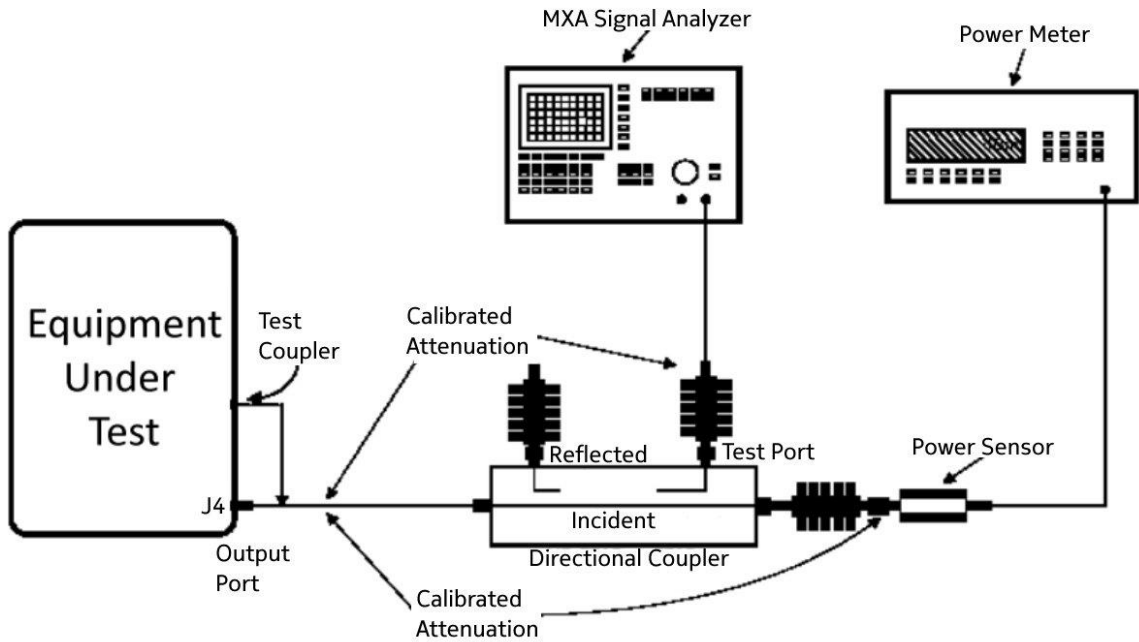 MXA Signal Analyzer
Power Meter
Equipment
Under
Test
Test
Coupler
Calibrated
Attenuation
Reflected
Test Port
Power Sensor
J4
Incident
Output
Port
Directional Coupler
Calibrated
Attenuation